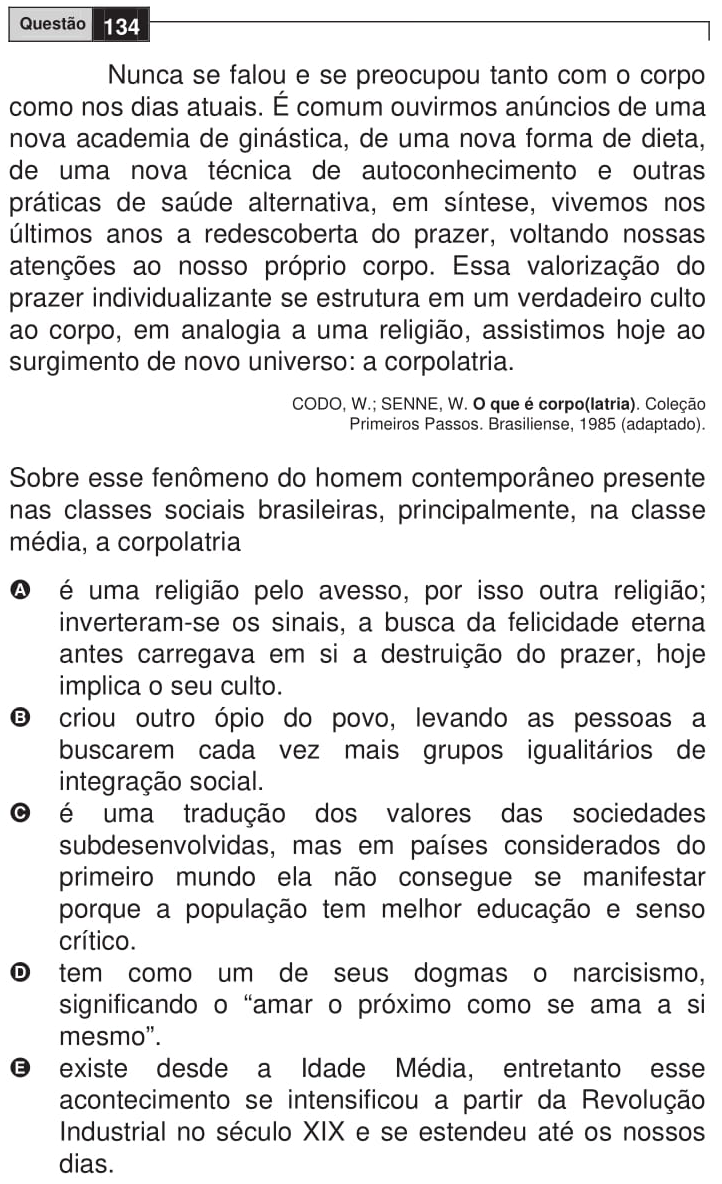 Questão 134
Nunca se falou e se preocupou tanto com o corpo
como nos dias atuais. É comum ouvirmos anúncios de uma
nova academia de ginástica, de uma nova forma de dieta,
de uma nova técnica de autoconhecimento e outras
práticas de saúde alternativa, em síntese, vivemos nos
últimos anos a redescoberta do prazer, voltando nossas
atenções ao nosso próprio corpo. Essa valorização do
prazer individualizante se estrutura em um verdadeiro culto
ao corpo, em analogia a uma religião, assistimos hoje ao
surgimento de novo universo: a corpolatria.
CODO, W.; SENNE, W. O que é corpo(latria). Coleção
Primeiros Passos. Brasiliense, 1985 (adaptado).
Sobre esse fenômeno do homem contemporâneo presente
nas classes sociais brasileiras, principalmente, na classe
média, a corpolatria
A é uma religião pelo avesso, por isso outra religião;
inverteram-se os sinais, a busca da felicidade eterna
antes carregava em si a destruição do prazer, hoje
implica o seu culto.
B criou outro ópio do povo, levando as pessoas a
buscarem cada vez mais grupos igualitários de
integração social.
C é uma tradução dos valores das sociedades
subdesenvolvidas, mas em países considerados do
primeiro mundo ela não consegue se manifestar
porque a população tem melhor educação e senso
crítico.
D tem como um de seus dogmas o narcisismo,
significando o “amar o próximo como se ama a si
mesmo”.
E existe desde a Idade Média, entretanto esse
acontecimento se intensificou a partir da Revolução
Industrial no século XIX e se estendeu até os nossos
dias.